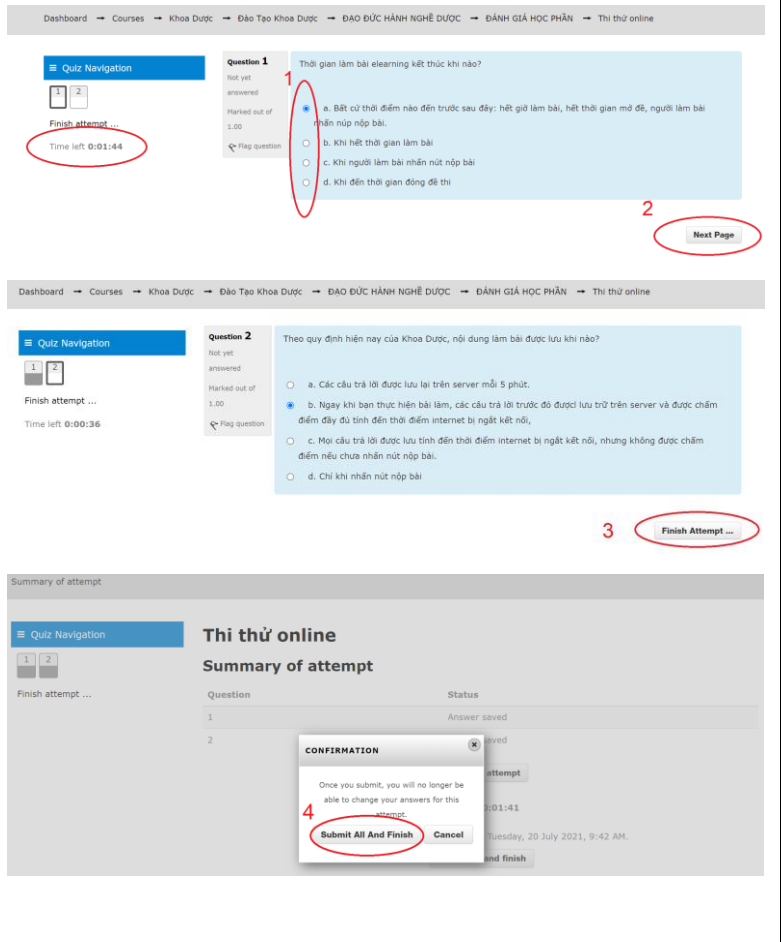 Dashboard → Courses → Khoa Dược → Đào Tạo Khoa Dược → ĐẠO ĐỨC HÀNH NGHỀ DƯỢC → ĐÁNH GIÁ HỌC PHẦN → Thi thử online
Quiz Navigation
1 2
Finish attempt ...
Time left 0:01:44
Question 1
Not yet
answered
Marked out of
1.00
Flag question
1
Thời gian làm bài elearning kết thúc khi nào?
a. Bất cứ thời điểm nào đến trước sau đây: hết giờ làm bài, hết thời gian mở đề, người làm bài
nhấn núp nộp bài.
b. Khi hết thời gian làm bài
c. Khi người làm bài nhấn nút nộp bài
d. Khi đến thời gian đóng đề thi
2
Next Page
Dashboard → Courses → Khoa Dược → Đào Tạo Khoa Dược → ĐẠO ĐỨC HÀNH NGHỀ DƯỢC → ĐÁNH GIÁ HỌC PHẦN → Thi thử online
Quiz Navigation
1 2
Finish attempt ...
Time left 0:00:36
Question 2
Not yet
answered
Marked out of
1.00
Flag question
Theo quy định hiện nay của Khoa Dược, nội dung làm bài được lưu khi nào?
a. Các câu trả lời được lưu lại trên server mỗi 5 phút.
b. Ngay khi bạn thực hiện bài làm, các câu trả lời trước đó đượcl lưu trữ trên server và được chấm
điểm đầy đủ tính đến thời điểm internet bị ngắt kết nối,
c. Mọi câu trả lời được lưu tính đến thời điểm internet bị ngắt kết nối, nhưng không được chấm
điểm nếu chưa nhấn nút nộp bài.
d. Chỉ khi nhấn nút nộp bài
3
Finish Attempt ...
Summary of attempt
Quiz Navigation
1 2
Finish attempt ...
Thi thử online
Summary of attempt
Question Status
1 Answer saved
2 saved
attempt
0:01:41
Tuesday, 20 July 2021, 9:42 AM.
and finish
CONFIRMATION
Once you submit, you will no longer be
able to change your answers for this
attempt.
4
Submit All And Finish Cancel